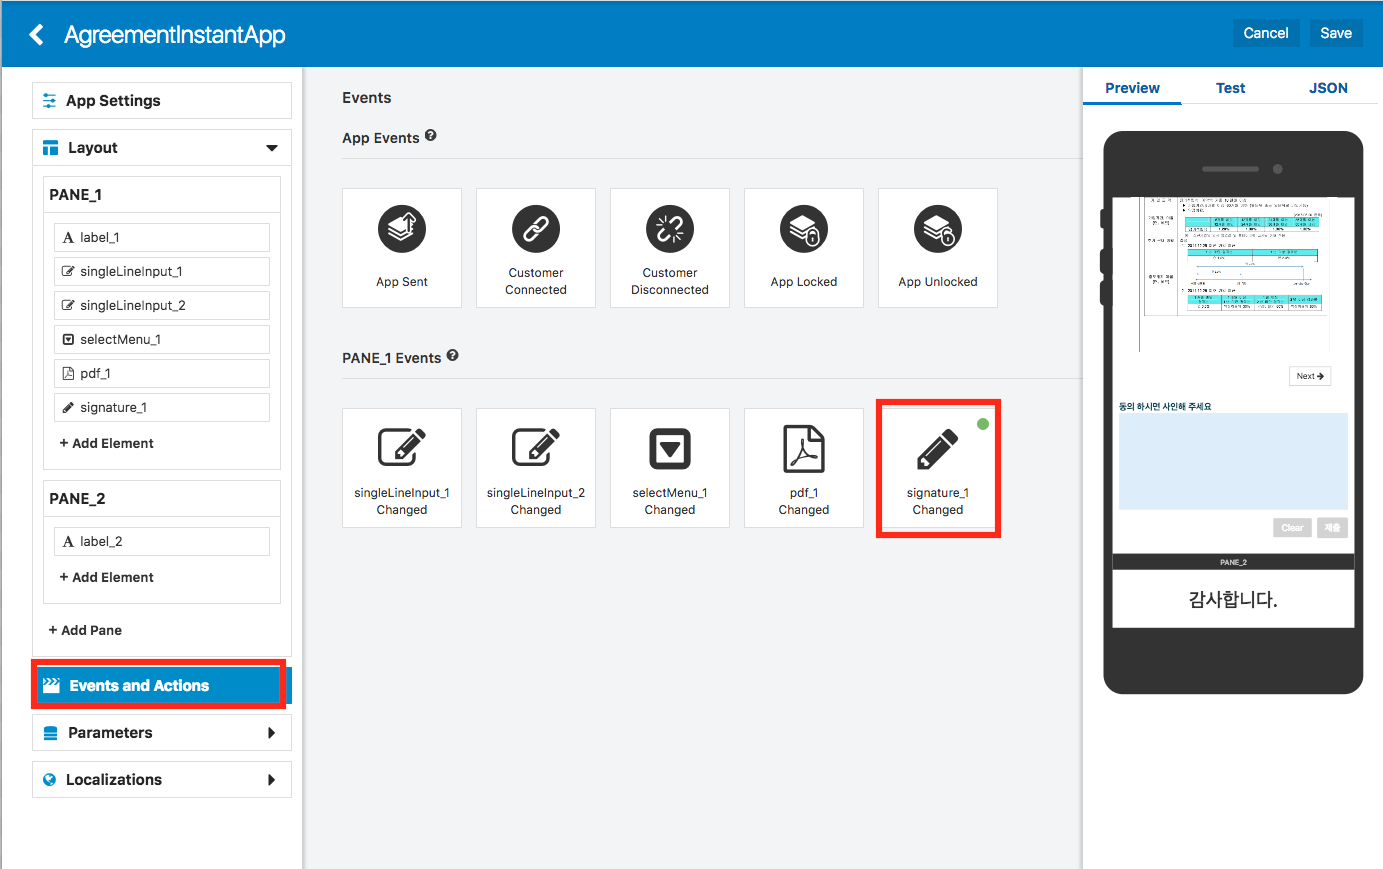 AgreementInstantApp
Cancel
Save
App Settings
Layout
PANE_1
label_1
singleLineInput_1
singleLineInput_2
selectMenu_1
pdf_1
signature_1
+ Add Element
PANE_2
label_2
+ Add Element
+ Add Pane
Events and Actions
Parameters
Localizations
Events
App Events
App Sent
Customer
Connected
Customer
Disconnected
App Locked
App Unlocked
PANE_1 Events
singleLineInput_1
Changed
singleLineInput_2
Changed
selectMenu_1
Changed
pdf_1
Changed
signature_1
Changed
Preview
Test
JSON
Next
동의 하시면 사인해 주세요
Clear
제출
PANE_2
감사합니다.